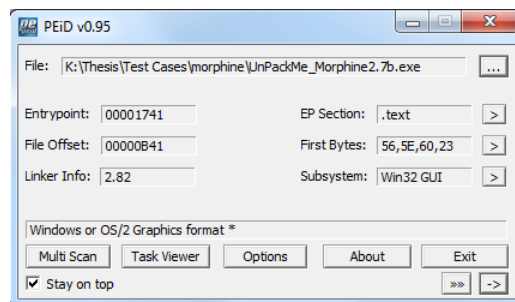 PEiD v0.95
File: K:\Thesis\Test Cases\morphine\UnPackMe_Morphine2.7b.exe ...
Entrypoint: 00001741 EP Section: .text >
File Offset: 00000B41 First Bytes: 56,5E,60,23 >
Linker Info: 2.82 Subsystem: Win32 GUI >
Windows or OS/2 Graphics format *
Multi Scan Task Viewer Options About Exit
Stay on top »» ->